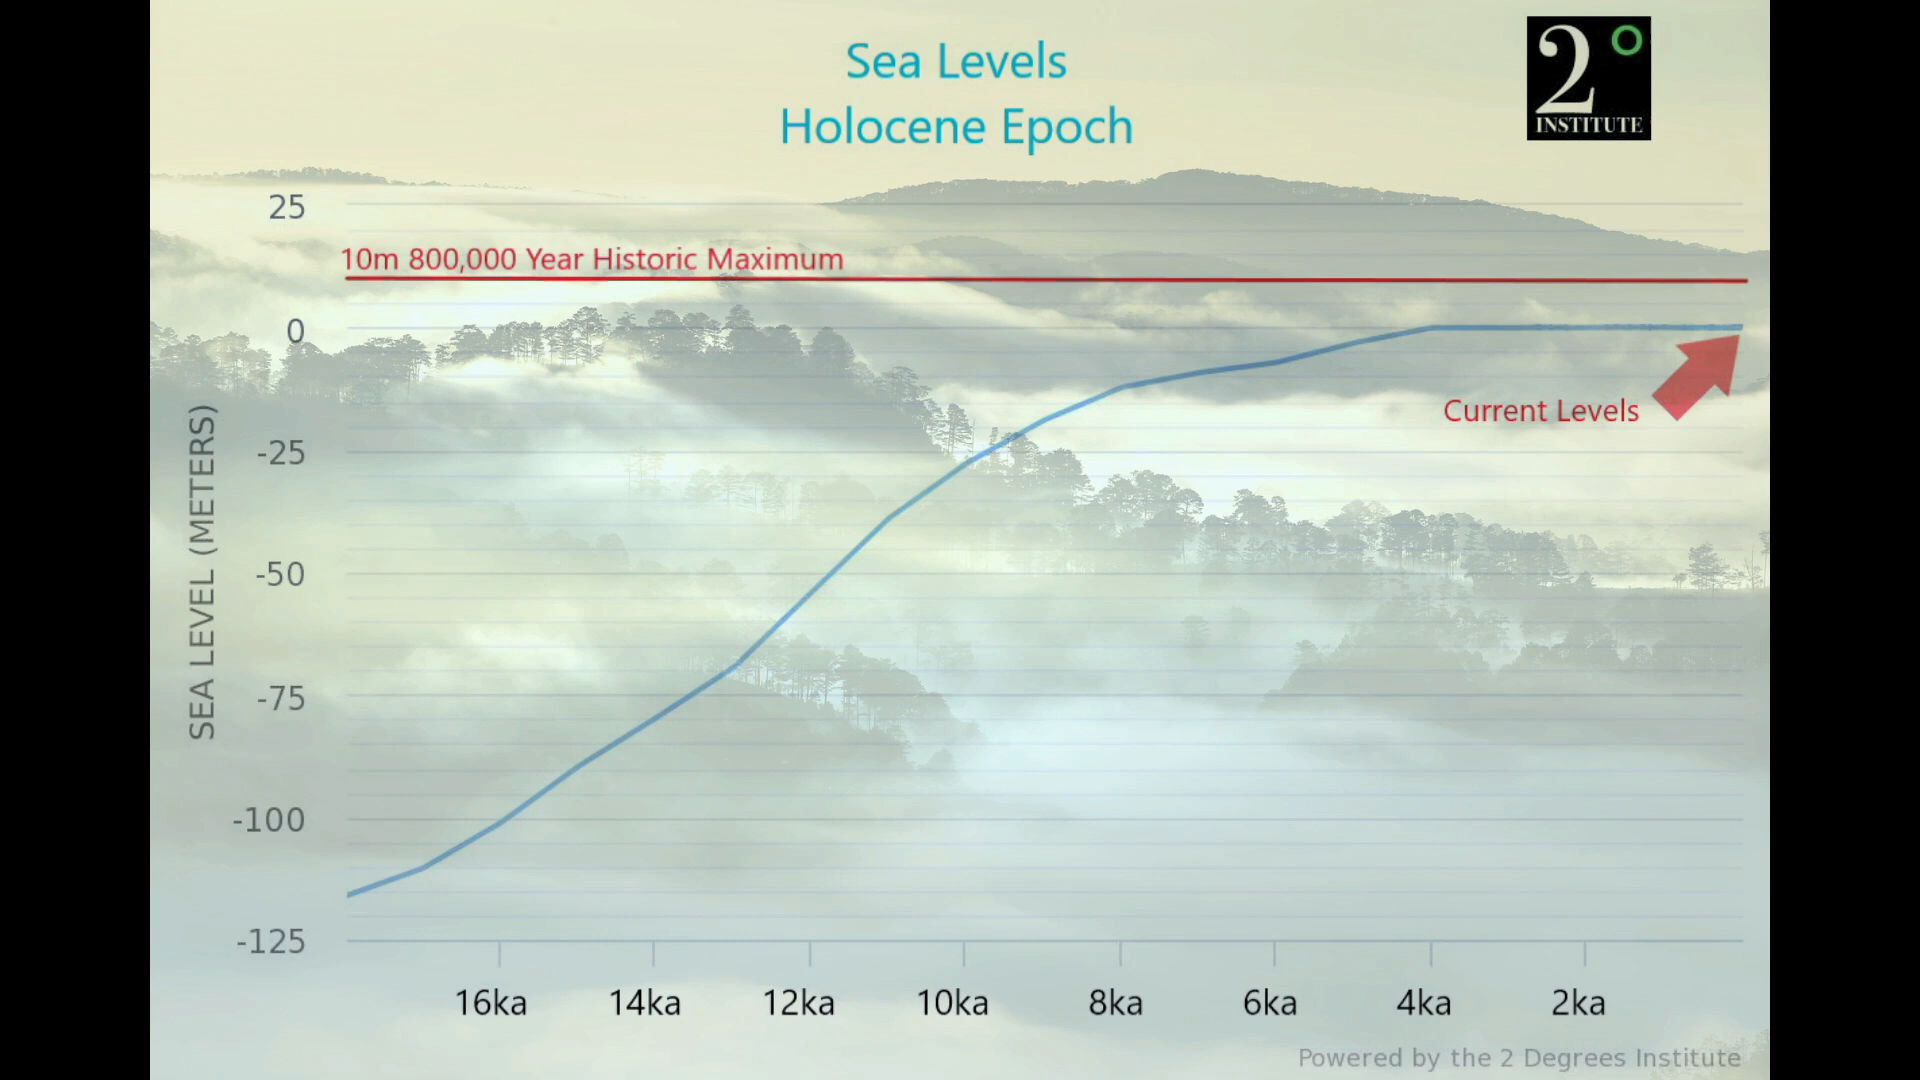 Sea Levels
Holocene Epoch
2°
INSTITUTE
25
10m 800,000 Year Historic Maximum
0
Current Levels
-25
-50
-75
-100
-125
SEA LEVEL (METERS)
16ka 14ka 12ka 10ka 8ka 6ka 4ka 2ka
Powered by the 2 Degrees Institute